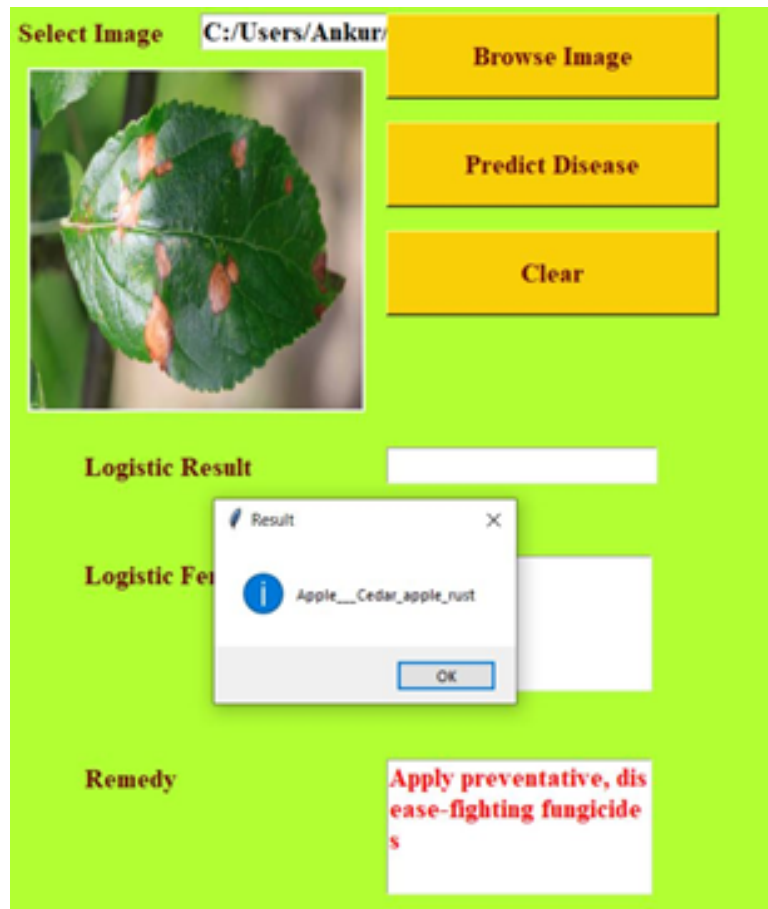 Select Image C:/Users/Ankur/ Browse Image
Predict Disease
Clear
Logistic Result
Result
Logistic Fer
Apple___Cedar_apple_rust
OK
Remedy
Apply preventative, dis
ease-fighting fungicide
s